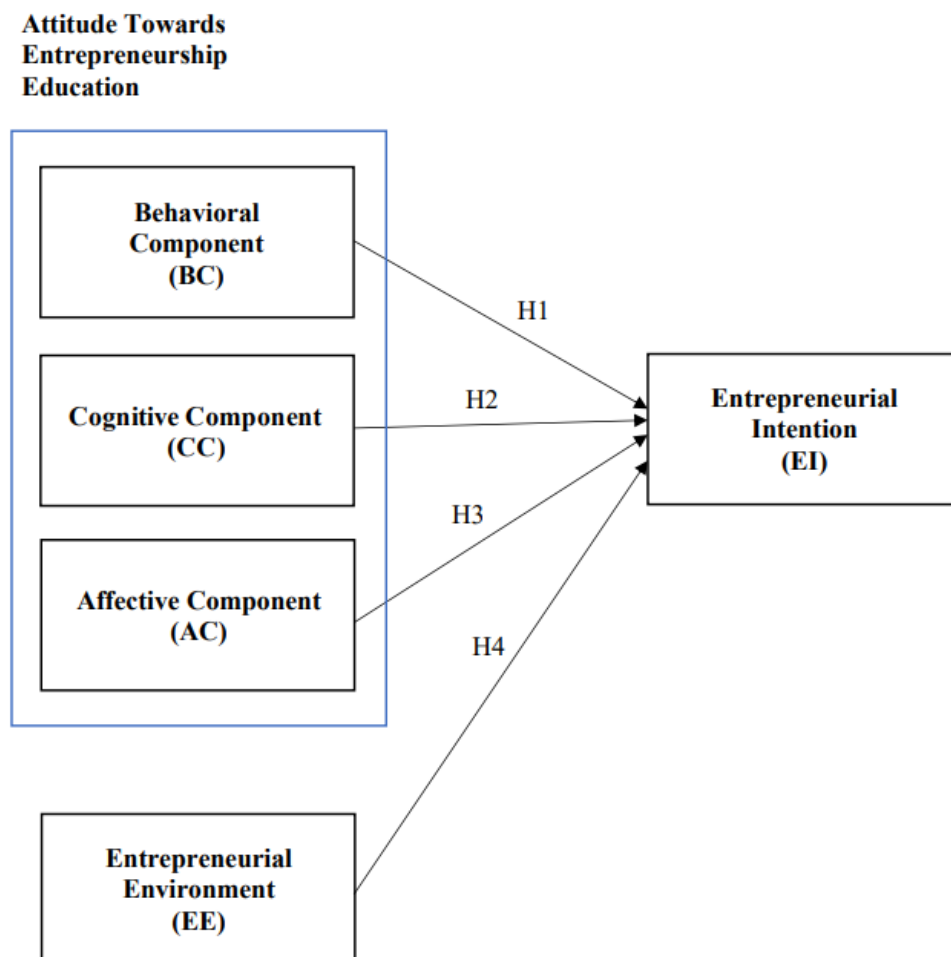 Attitude Towards
Entrepreneurship
Education
Behavioral
Component
(BC)
H1
Cognitive Component
(CC)
H2
Entrepreneurial
Intention
(EI)
H3
Affective Component
(AC)
H4
Entrepreneurial
Environment
(EE)